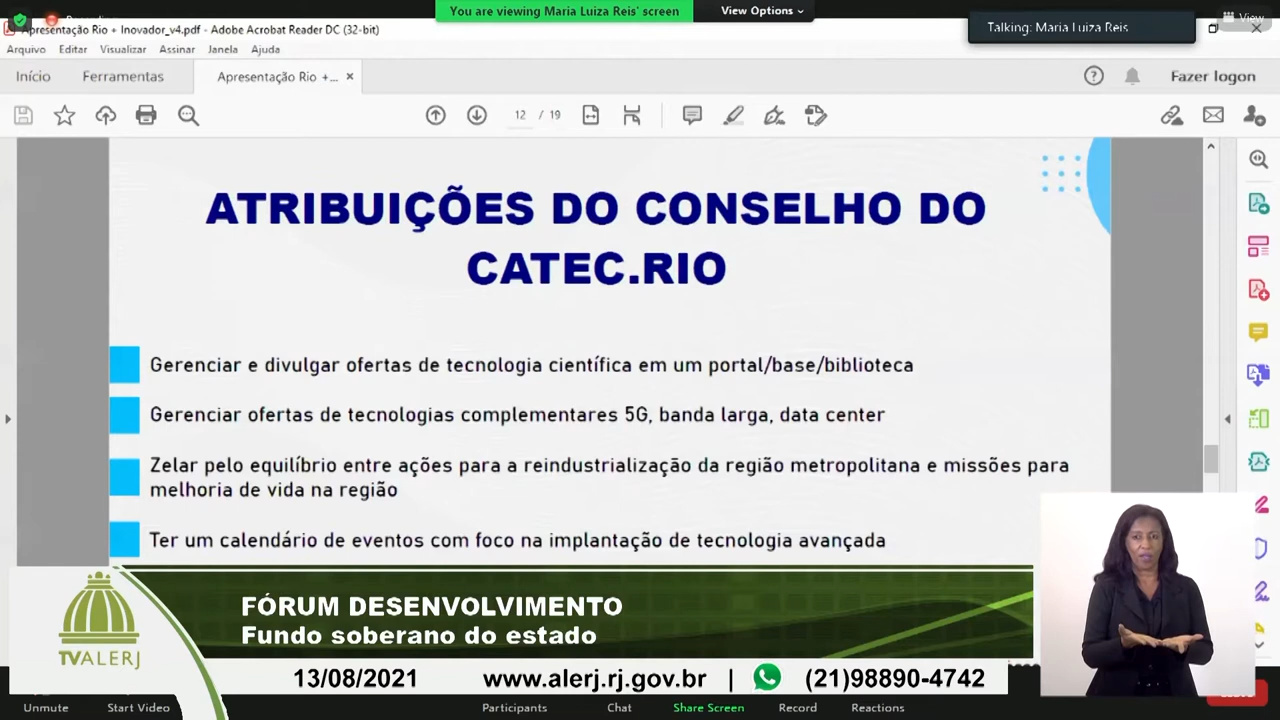 You are viewing Maria Luiza Reis' screen
View Options
View
Apresentação Rio + Inovador_v4.pdf - Adobe Acrobat Reader DC (32-bit)
Talking: Maria Luiza Reis
Arquivo Editar Visualizar Assinar Janela Ajuda
Início Ferramentas Apresentação Rio +... × Fazer logon
12 / 19
ATRIBUIÇÕES DO CONSELHO DO
CATEC.RIO
Gerenciar e divulgar ofertas de tecnologia científica em um portal/base/biblioteca
Gerenciar ofertas de tecnologias complementares 5G, banda larga, data center
Zelar pelo equilíbrio entre ações para a reindustrialização da região metropolitana e missões para
melhoria de vida na região
Ter um calendário de eventos com foco na implantação de tecnologia avançada
FÓRUM DESENVOLVIMENTO
Fundo soberano do estado
TVALERJ
13/08/2021 www.alerj.rj.gov.br | (21)98890-4742
Unmute Start Video Participants Chat Share Screen Record Reactions